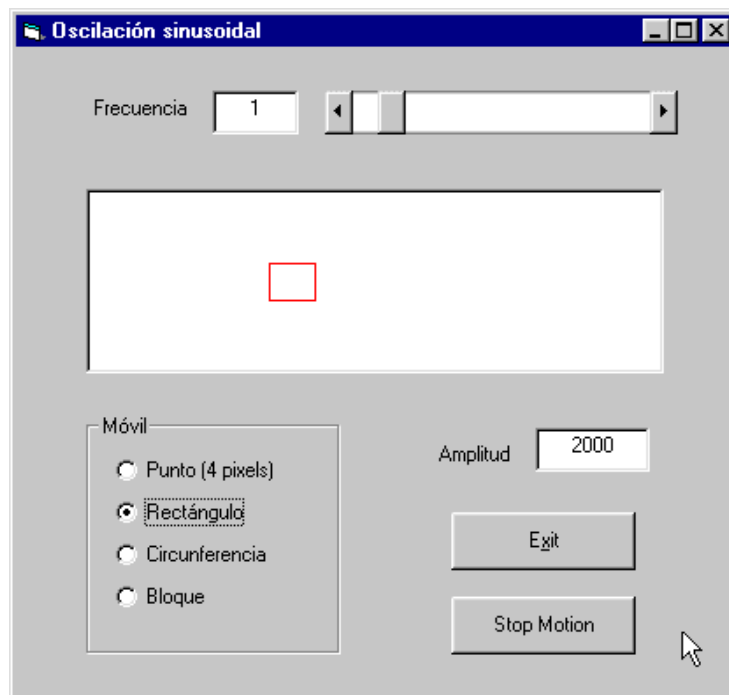 Oscilación sinusoidal
Frecuencia 1
Móvil
Punto (4 pixels)
Rectángulo
Circunferencia
Bloque
Amplitud 2000
Exit
Stop Motion